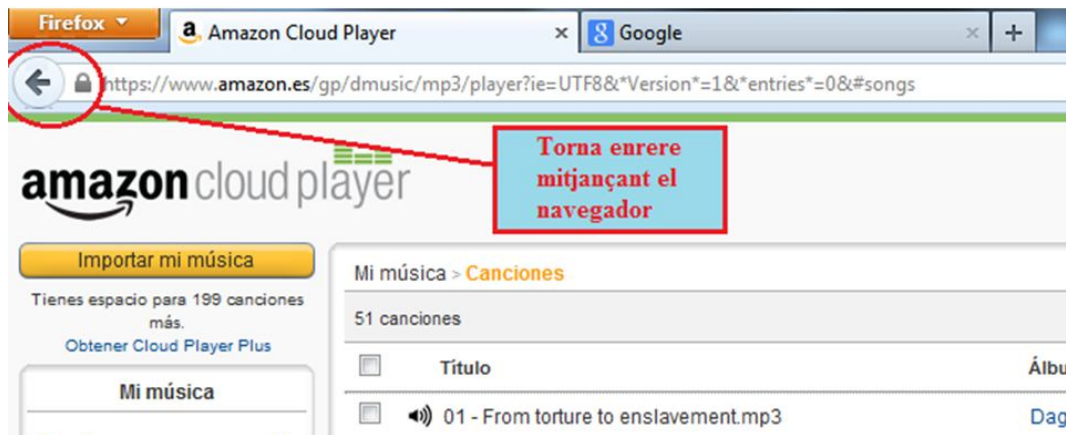 Firefox
Amazon Cloud Player
Google
https://www.amazon.es/gp/dmusic/mp3/player?ie=UTF8&*Version*=1&*entries*=0&#songs
Torna enrere
mitjançant el
navegador
amazon cloud player
Importar mi música
Tienes espacio para 199 canciones
más.
Obtener Cloud Player Plus
Mi música
Mi música > Canciones
51 canciones
Título
Álbu
01 - From torture to enslavement.mp3
Dag